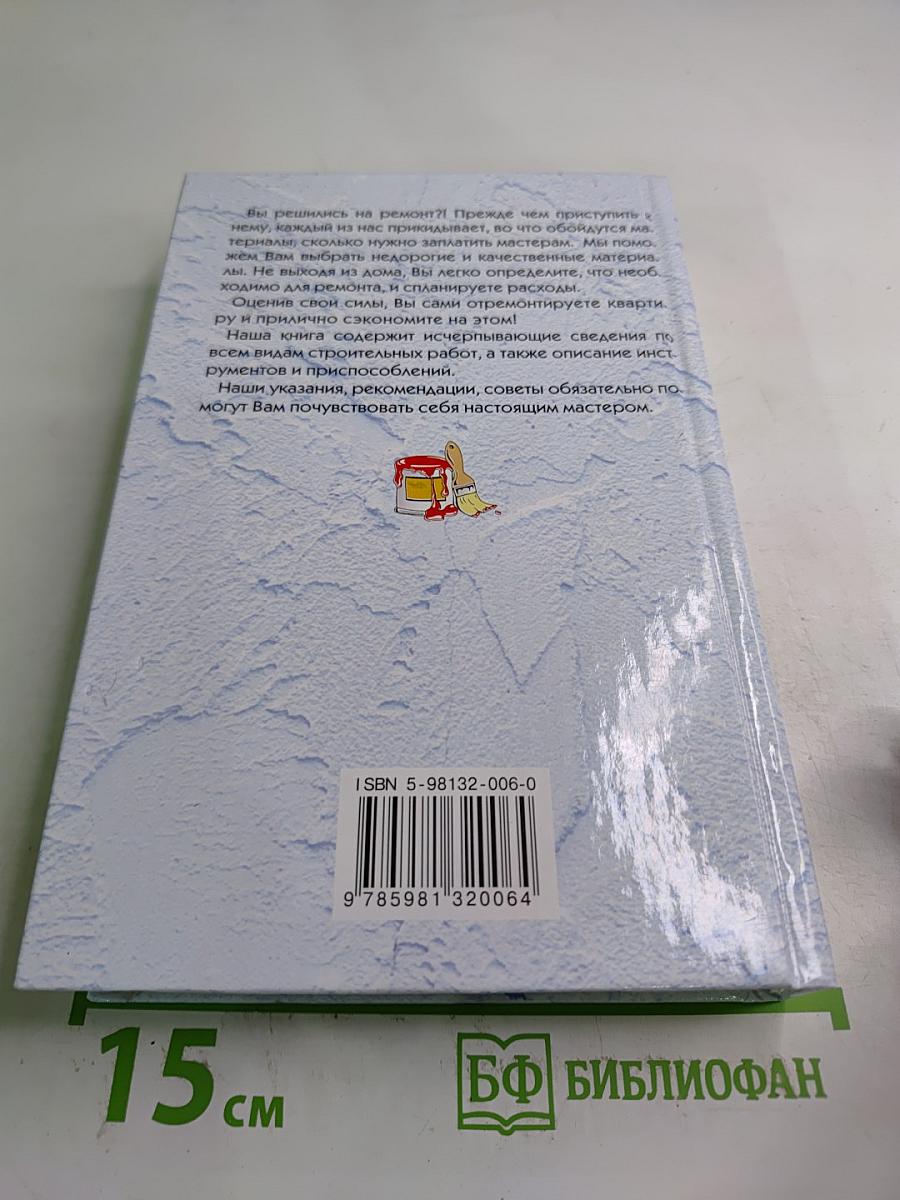 Вы решились на ремонт?! Прежде чем приступить к
нему, каждый из нас прикидывает, во что обойдутся ма-
териалы, сколько нужно заплатить мастерам. Мы помо-
жем Вам выбрать недорогие и качественные материа-
лы. Не выходя из дома, Вы легко определите, что необ-
ходимо для ремонта, и спланируете расходы.
Оценив свои силы, Вы сами отремонтируете кварти-
ру и прилично сэкономите на этом!
Наша книга содержит исчерпывающие сведения по
всем видам строительных работ, а также описание инст-
рументов и приспособлений.
Наши указания, рекомендации, советы обязательно по-
могут Вам почувствовать себя настоящим мастером.
ISBN 5-98132-006-0
9 785981 320064
15 см
БФ БИБЛИОФАН